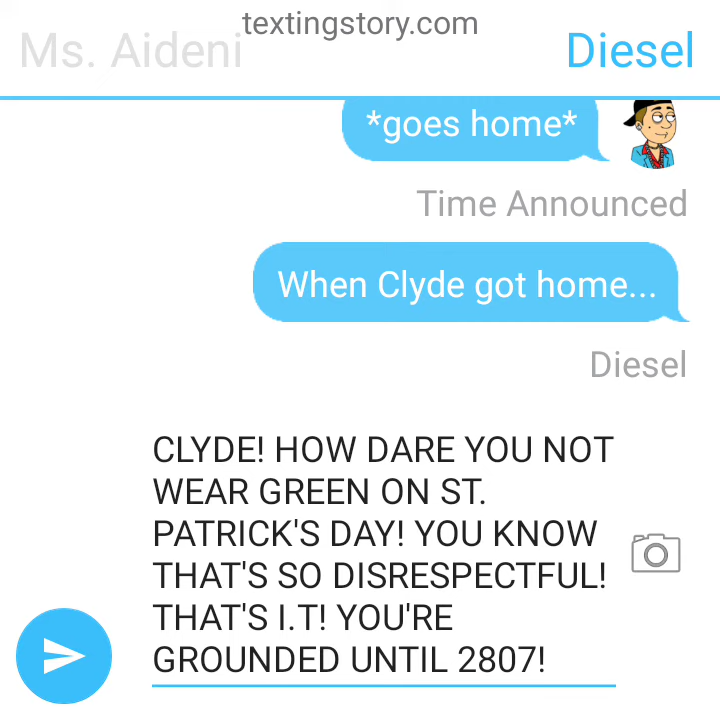 textingstory.com
Ms. Aideni
Diesel
*goes home*
Time Announced
When Clyde got home...
Diesel
CLYDE! HOW DARE YOU NOT
WEAR GREEN ON ST.
PATRICK'S DAY! YOU KNOW
THAT'S SO DISRESPECTFUL!
THAT'S I.T! YOU'RE
GROUNDED UNTIL 2807!